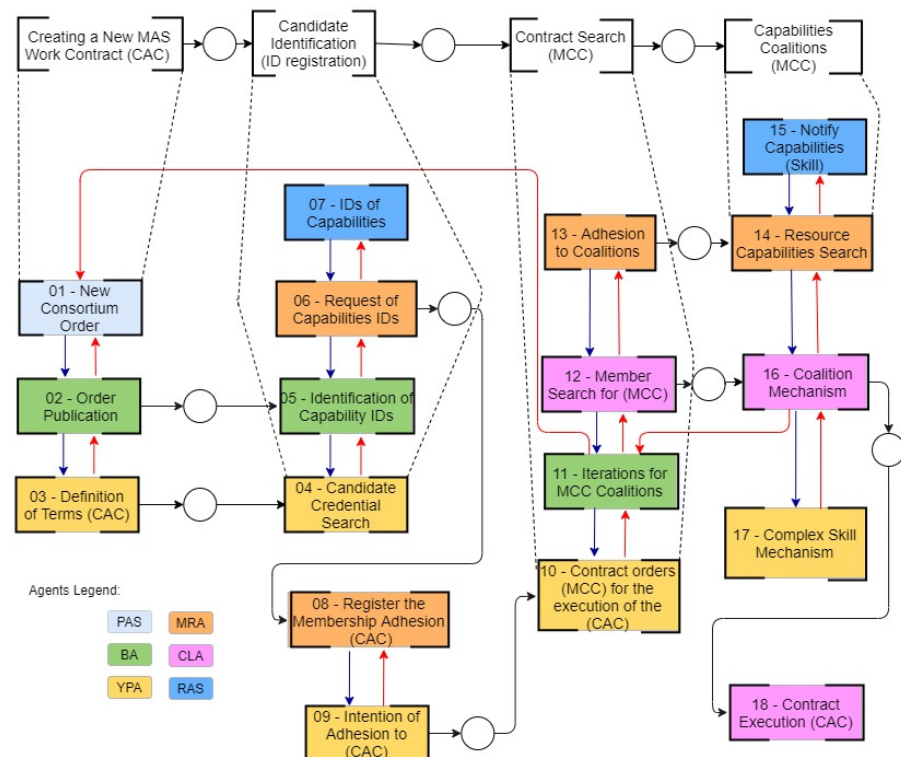 Creating a New MAS
Work Contract (CAC)
Candidate
Identification
(ID registration)
Contract Search
(MCC)
Capabilities
Coalitions
(MCC)
15 - Notify
Capabilities
(Skill)
07 - IDs of
Capabilities
13 - Adhesion
to Coalitions
14 - Resource
Capabilities Search
01 - New
Consortium
Order
06 - Request of
Capabilities IDs
12 - Member
Search for (MCC)
16 - Coalition
Mechanism
02 - Order
Publication
05 - Identification of
Capability IDs
11 - Iterations for
MCC Coalitions
03 - Definition
of Terms (CAC)
04 - Candidate
Credential
Search
17 - Complex Skill
Mechanism
10 - Contract orders
(MCC) for the
execution of the
(CAC)
Agents Legend:
PAS
MRA
BA
CLA
YPA
RAS
08 - Register the
Membership Adhesion
(CAC)
09 - Intention of
Adhesion to
(CAC)
18 - Contract
Execution (CAC)